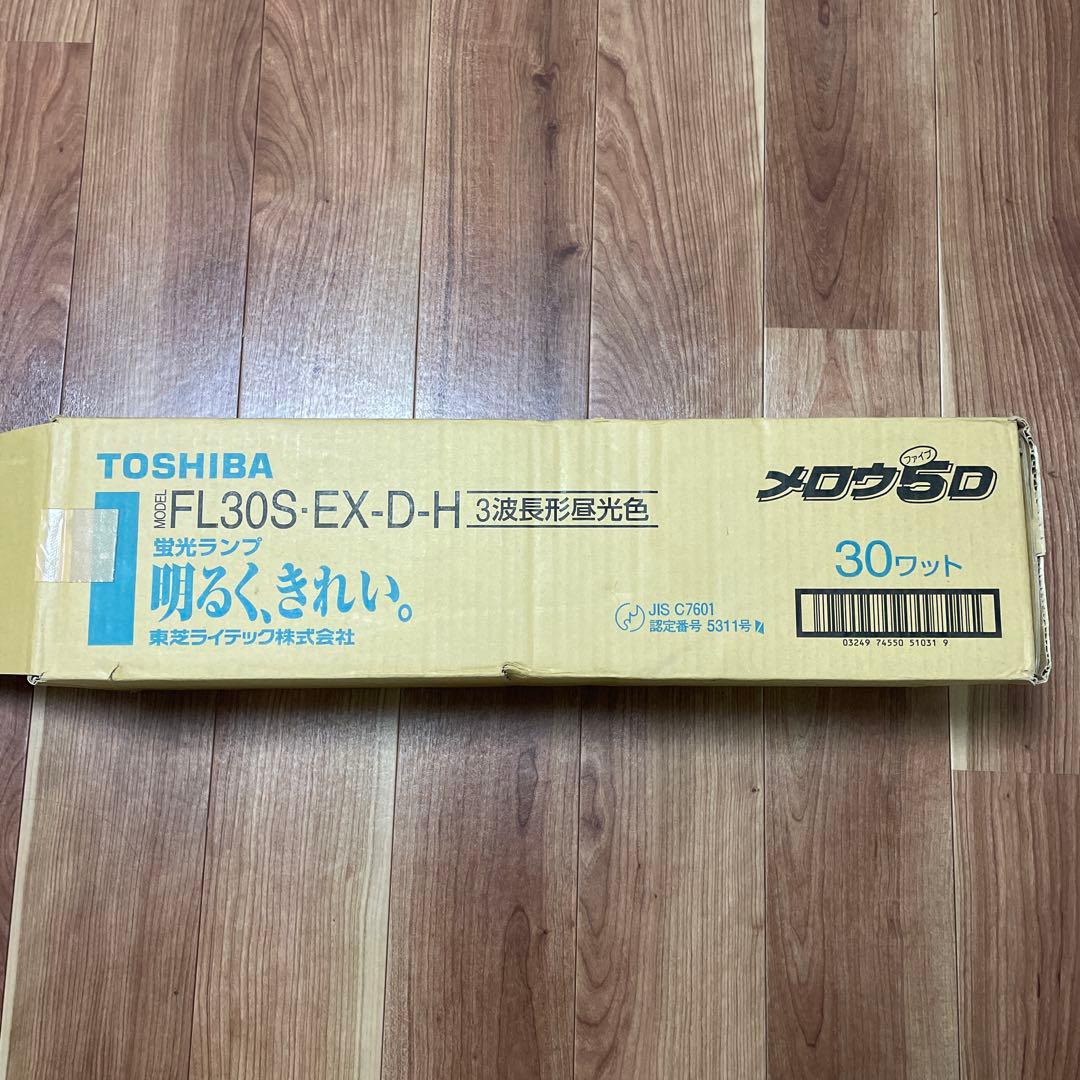 TOSHIBA
MODEL FL30S・EX-D-H 3波長形昼光色
蛍光ランプ
明るく、きれい。
東芝ライテック株式会社
ファイブ
メロウ5D
30ワット
JIS C7601
認定番号 5311号
03249 74550 51031 9